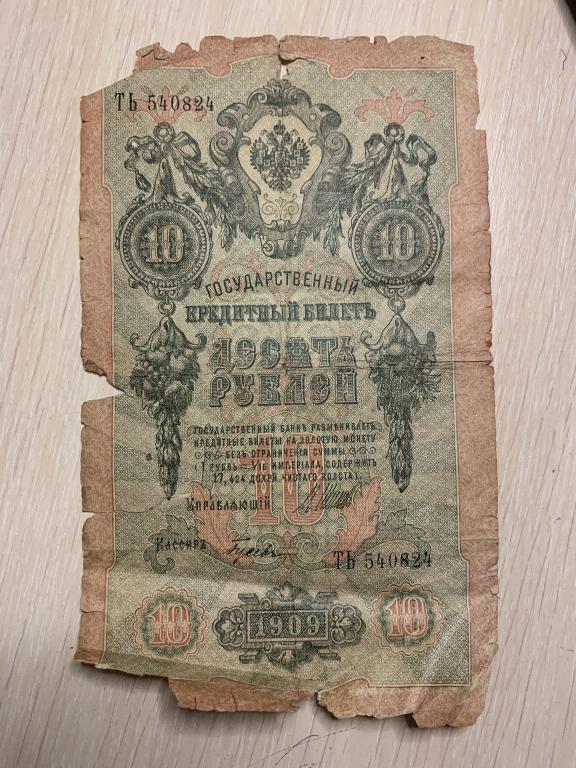 ТЬ 540824
10 10
ГОСУДАРСТВЕННЫЙ
КРЕДИТНЫЙ БИЛЕТЪ
ДЕСЯТЬ
РУБЛЕЙ
ГОСУДАРСТВЕННЫЙ БАНКЪ РАЗМѢНИВАЕТЪ
КРЕДИТНЫЕ БИЛЕТЫ НА ЗОЛОТУЮ МОНЕТУ
БЕЗЪ ОГРАНИЧЕНІЯ СУММЫ
(1 РУБЛЬ = 1/15 ИМПЕРІАЛА, СОДЕРЖИТЪ
17,424 ДОЛЕЙ ЧИСТАГО ЗОЛОТА).
10
УПРАВЛЯЮЩІЙ
КАССИРЪ
ТЬ 540824
10 1909 10